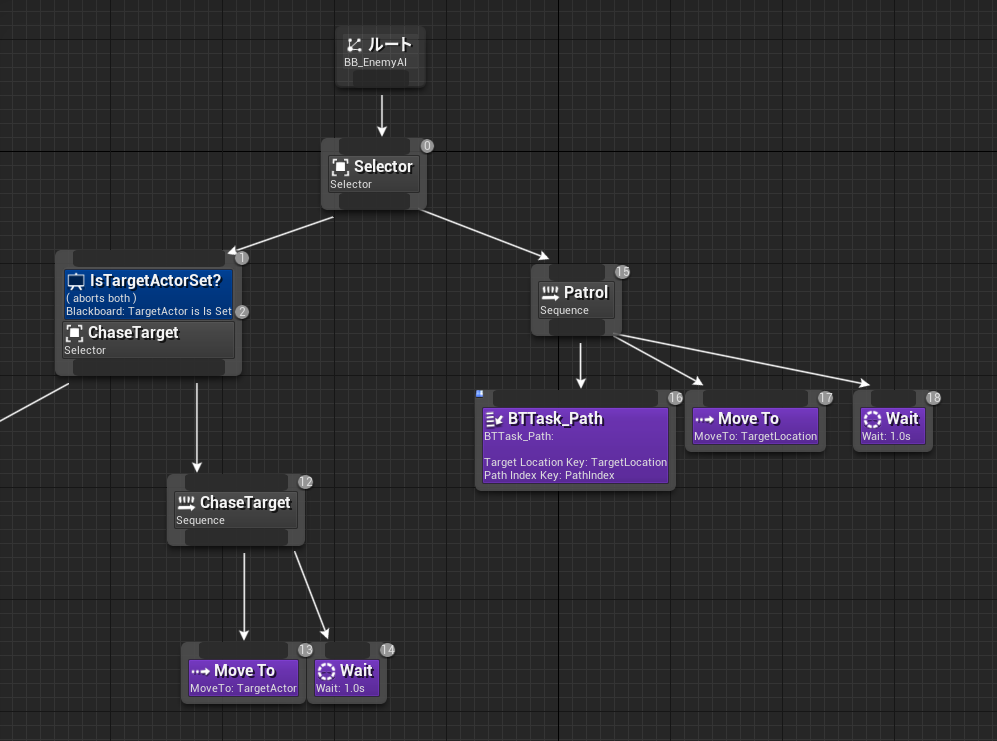 ルート
BB_EnemyAI
0
Selector
Selector
1
IsTargetActorSet?
( aborts both )
Blackboard: TargetActor is Is Set
2
ChaseTarget
Selector
15
Patrol
Sequence
16
BTTask_Path
BTTask_Path:
Target Location Key: TargetLocation
Path Index Key: PathIndex
17
Move To
MoveTo: TargetLocation
18
Wait
Wait: 1.0s
12
ChaseTarget
Sequence
13
Move To
MoveTo: TargetActor
14
Wait
Wait: 1.0s